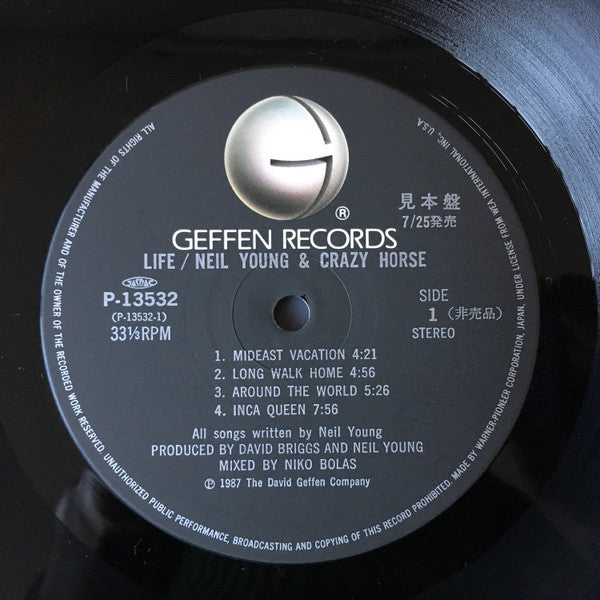 見本盤
7/25発売
®
GEFFEN RECORDS
LIFE / NEIL YOUNG & CRAZY HORSE
JASRAC
P-13532
(P-13532-1)
33⅓RPM
SIDE
1 (非売品)
STEREO
1. MIDEAST VACATION 4:21
2. LONG WALK HOME 4:56
3. AROUND THE WORLD 5:26
4. INCA QUEEN 7:56
All songs written by Neil Young
PRODUCED BY DAVID BRIGGS AND NEIL YOUNG
MIXED BY NIKO BOLAS
℗ 1987 The David Geffen Company
ALL RIGHTS OF THE MANUFACTURER AND OF THE OWNER OF THE RECORDED WORK RESERVED. UNAUTHORIZED PUBLIC PERFORMANCE, BROADCASTING AND COPYING OF THIS RECORD PROHIBITED. MADE BY WARNER-PIONEER CORPORATION, JAPAN, UNDER LICENSE FROM WEA INTERNATIONAL INC., U.S.A.